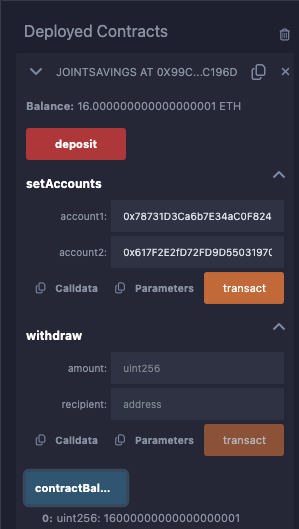 Deployed Contracts
JOINTSAVINGS AT 0X99C...C196D
Balance: 16.000000000000000001 ETH
deposit
setAccounts
account1: 0x78731D3Ca6b7E34aC0F824
account2: 0x617F2E2fD72FD9D5503197(
Calldata Parameters transact
withdraw
amount: uint256
recipient: address
Calldata Parameters transact
contractBal...
0: uint256: 16000000000000000001